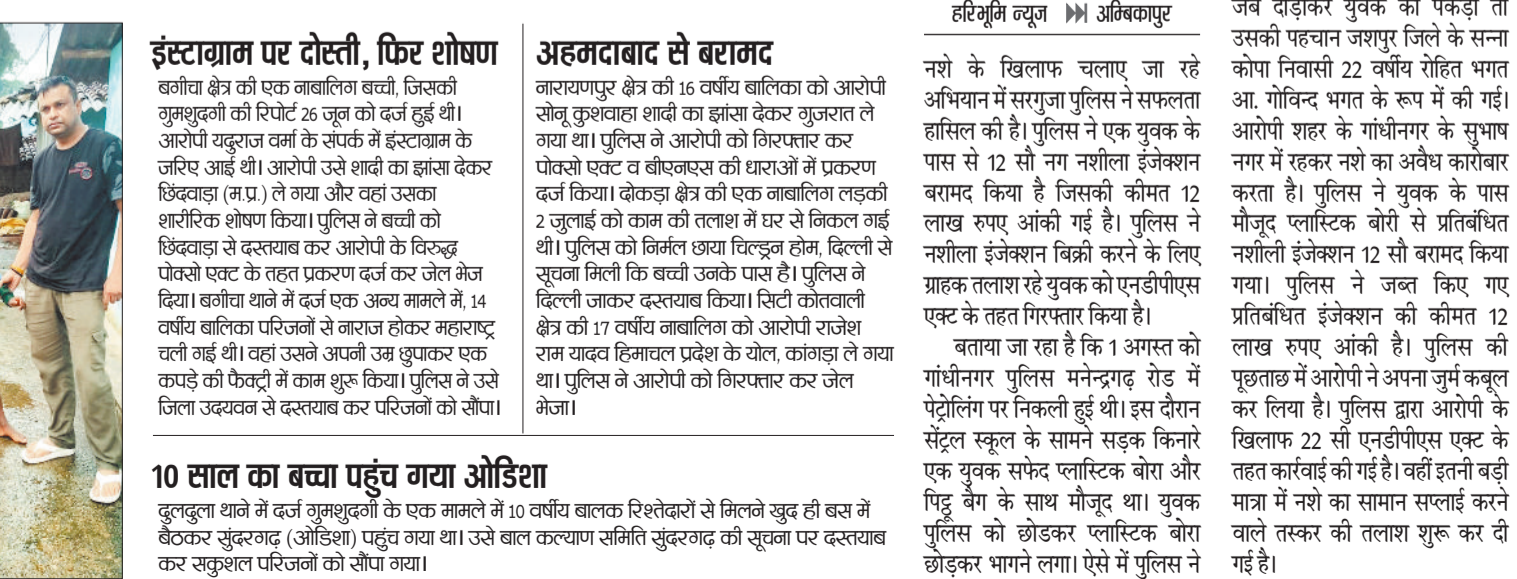 इंस्टाग्राम पर दोस्ती, फिर शोषण
बगीचा क्षेत्र की एक नाबालिग बच्ची, जिसकी
गुमशुदगी की रिपोर्ट 26 जून को दर्ज हुई थी।
आरोपी यदुराज वर्मा के संपर्क में इंस्टाग्राम के
जरिए आई थी। आरोपी उसे शादी का झांसा देकर
छिंदवाड़ा (म.प्र.) ले गया और वहां उसका
शारीरिक शोषण किया। पुलिस ने बच्ची को
छिंदवाड़ा से दस्तयाब कर आरोपी के विरुद्ध
पोक्सो एक्ट के तहत प्रकरण दर्ज कर जेल भेज
दिया। बगीचा थाने में दर्ज एक अन्य मामले में, 14
वर्षीय बालिका परिजनों से नाराज होकर महाराष्ट्र
चली गई थी। वहां उसने अपनी उम्र छुपाकर एक
कपड़े की फैक्ट्री में काम शुरू किया। पुलिस ने उसे
जिला उदयवन से दस्तयाब कर परिजनों को सौंपा।
अहमदाबाद से बरामद
नारायणपुर क्षेत्र की 16 वर्षीय बालिका को आरोपी
सोनू कुशवाहा शादी का झांसा देकर गुजरात ले
गया था। पुलिस ने आरोपी को गिरफ्तार कर
पोक्सो एक्ट व बीएनएस की धाराओं में प्रकरण
दर्ज किया। दोकड़ा क्षेत्र की एक नाबालिग लड़की
2 जुलाई को काम की तलाश में घर से निकल गई
थी। पुलिस को निर्मल छाया चिल्ड्रन होम, दिल्ली से
सूचना मिली कि बच्ची उनके पास है। पुलिस ने
दिल्ली जाकर दस्तयाब किया। सिटी कोतवाली
क्षेत्र की 17 वर्षीय नाबालिग को आरोपी राजेश
राम यादव हिमाचल प्रदेश के योल, कांगड़ा ले गया
था। पुलिस ने आरोपी को गिरफ्तार कर जेल
भेजा।
10 साल का बच्चा पहुंच गया ओडिशा
दुलदुला थाने में दर्ज गुमशुदगी के एक मामले में 10 वर्षीय बालक रिश्तेदारों से मिलने खुद ही बस में
बैठकर सुंदरगढ़ (ओडिशा) पहुंच गया था। उसे बाल कल्याण समिति सुंदरगढ़ की सूचना पर दस्तयाब
कर सकुशल परिजनों को सौंपा गया।
हरिभूमि न्यूज अम्बिकापुर
नशे के खिलाफ चलाए जा रहे
अभियान में सरगुजा पुलिस ने सफलता
हासिल की है। पुलिस ने एक युवक के
पास से 12 सौ नग नशीला इंजेक्शन
बरामद किया है जिसकी कीमत 12
लाख रुपए आंकी गई है। पुलिस ने
नशीला इंजेक्शन बिक्री करने के लिए
ग्राहक तलाश रहे युवक को एनडीपीएस
एक्ट के तहत गिरफ्तार किया है।
बताया जा रहा है कि 1 अगस्त को
गांधीनगर पुलिस मनेन्द्रगढ़ रोड में
पेट्रोलिंग पर निकली हुई थी। इस दौरान
सेंट्रल स्कूल के सामने सड़क किनारे
एक युवक सफेद प्लास्टिक बोरा और
पिट्ठू बैग के साथ मौजूद था। युवक
पुलिस को छोडकर प्लास्टिक बोरा
छोड़कर भागने लगा। ऐसे में पुलिस ने
जब दौड़ाकर युवक को पकड़ा तो
उसकी पहचान जशपुर जिले के सन्ना
कोपा निवासी 22 वर्षीय रोहित भगत
आ. गोविन्द भगत के रूप में की गई।
आरोपी शहर के गांधीनगर के सुभाष
नगर में रहकर नशे का अवैध कारोबार
करता है। पुलिस ने युवक के पास
मौजूद प्लास्टिक बोरी से प्रतिबंधित
नशीली इंजेक्शन 12 सौ बरामद किया
गया। पुलिस ने जब्त किए गए
प्रतिबंधित इंजेक्शन की कीमत 12
लाख रुपए आंकी है। पुलिस की
पूछताछ में आरोपी ने अपना जुर्म कबूल
कर लिया है। पुलिस द्वारा आरोपी के
खिलाफ 22 सी एनडीपीएस एक्ट के
तहत कार्रवाई की गई है। वहीं इतनी बड़ी
मात्रा में नशे का सामान सप्लाई करने
वाले तस्कर की तलाश शुरू कर दी
गई है।